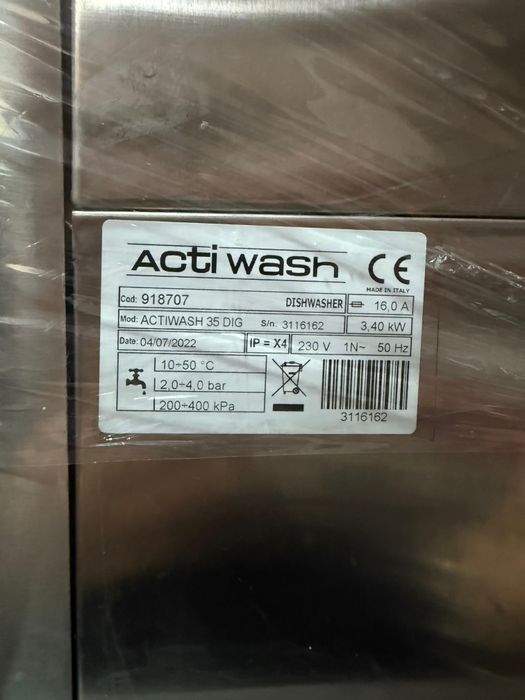 Acti wash CE
MADE IN ITALY
Cod: 918707 DISHWASHER 16,0 A
Mod: ACTIWASH 35 DIG S/n: 3116162 3,40 kW
Date: 04/07/2022 IP = X4 230 V 1N~ 50 Hz
10÷50 °C
2,0÷4,0 bar
200÷400 kPa
3116162